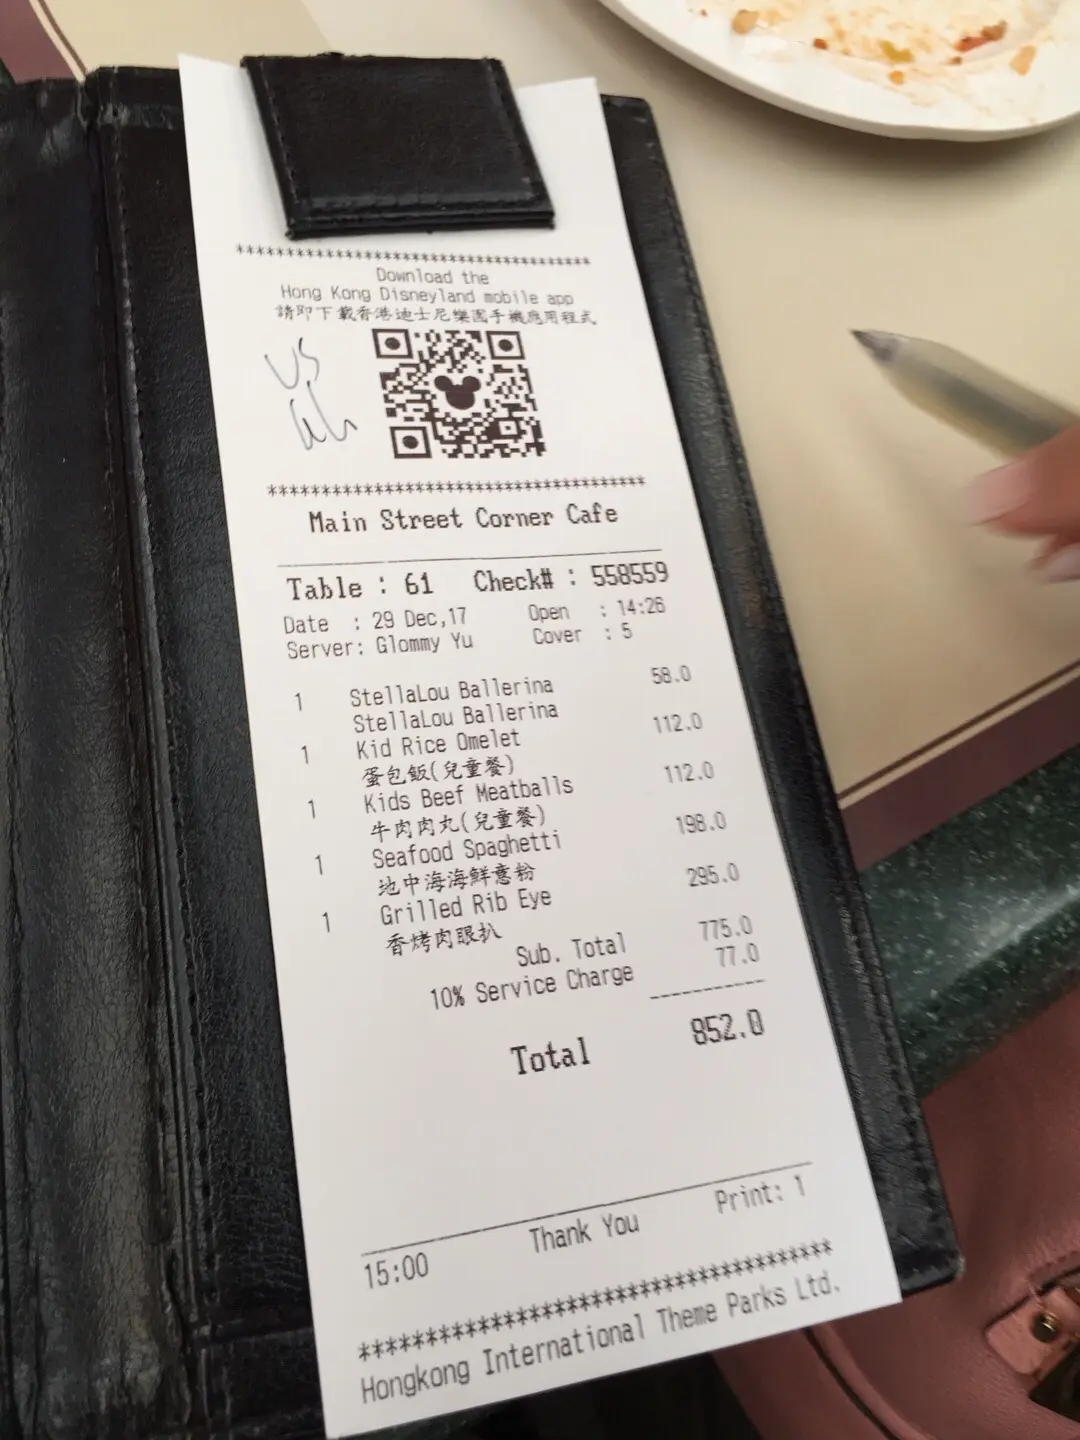 ****************************************
Download the
Hong Kong Disneyland mobile app
請即下載香港迪士尼樂園手機應用程式
US
****************************************
Main Street Corner Cafe
Table : 61 Check# : 558559
Date : 29 Dec,17 Open : 14:26
Server: Glommy Yu Cover : 5
1 StellaLou Ballerina 58.0
StellaLou Ballerina
1 Kid Rice Omelet 112.0
蛋包飯(兒童餐)
1 Kids Beef Meatballs 112.0
牛肉肉丸(兒童餐)
1 Seafood Spaghetti 198.0
地中海海鮮意粉
1 Grilled Rib Eye 295.0
香烤肉眼扒
Sub. Total 775.0
10% Service Charge 77.0
Total 852.0
Print: 1
15:00 Thank You
****************************************
Hongkong International Theme Parks Ltd.